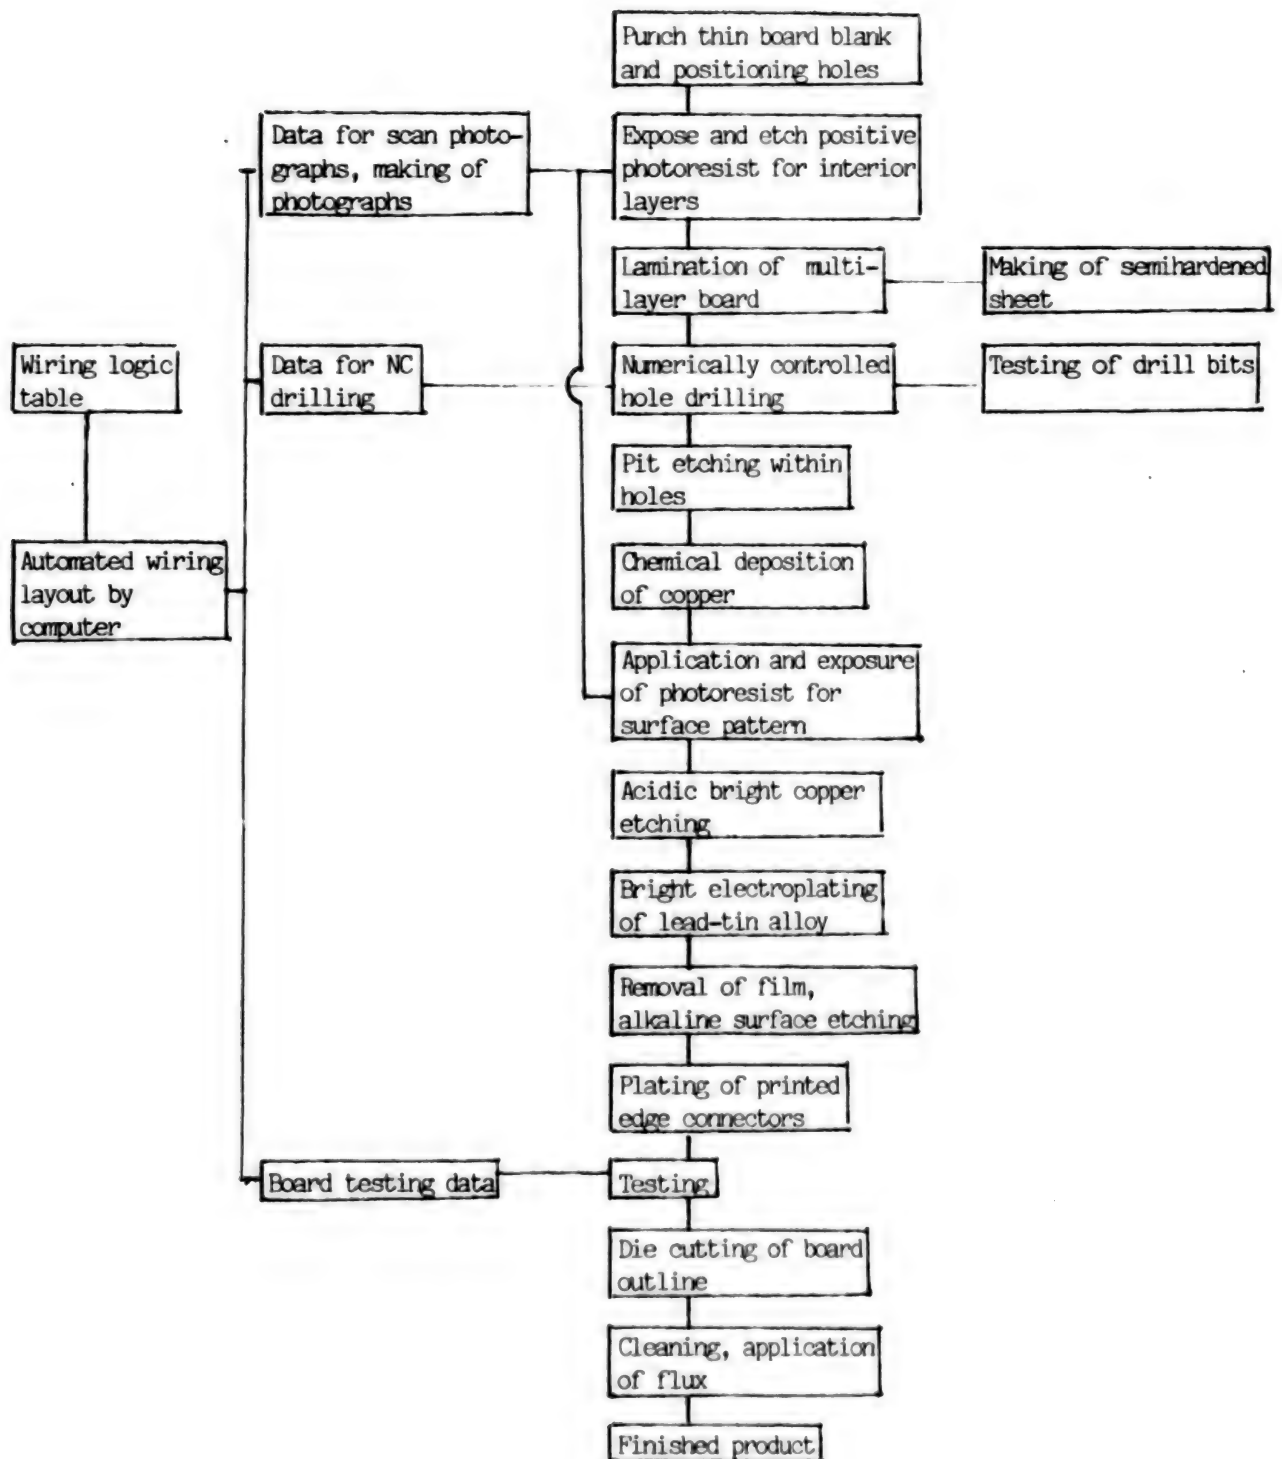 Punch thin board blank
and positioning holes
Data for scan photo-
graphs, making of
photographs
Expose and etch positive
photoresist for interior
layers
Lamination of multi-
layer board
Making of semihardened
sheet
Wiring logic
table
Data for NC
drilling
Numerically controlled
hole drilling
Testing of drill bits
Pit etching within
holes
Automated wiring
layout by
computer
Chemical deposition
of copper
Application and exposure
of photoresist for
surface pattern
Acidic bright copper
etching
Bright electroplating
of lead-tin alloy
Removal of film,
alkaline surface etching
Plating of printed
edge connectors
Board testing data
Testing
Die cutting of board
outline
Cleaning, application
of flux
Finished product